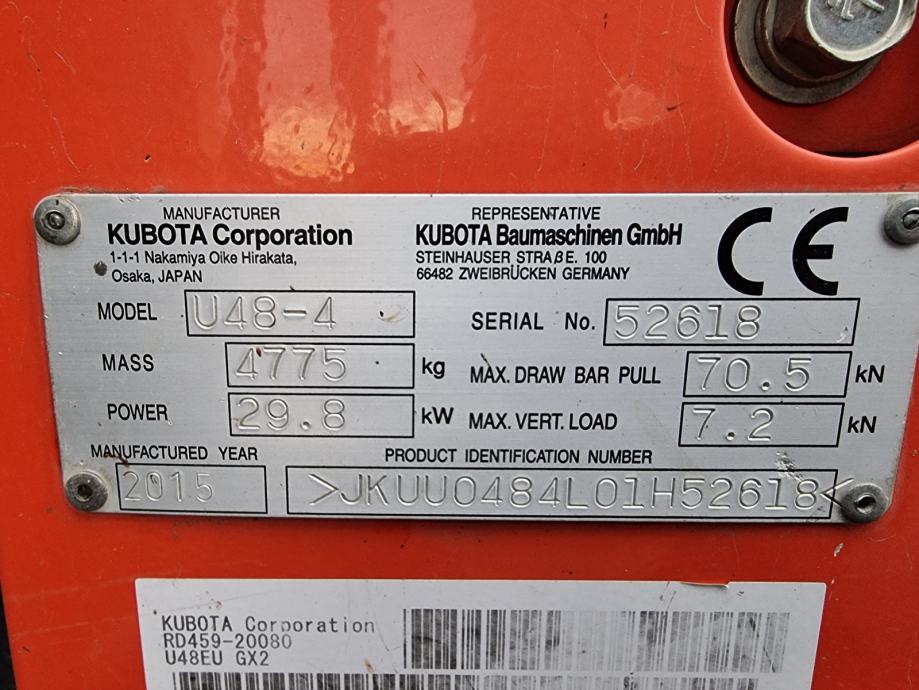 MANUFACTURER
KUBOTA Corporation
1-1-1 Nakamiya Oike Hirakata,
Osaka, JAPAN
REPRESENTATIVE
KUBOTA Baumaschinen GmbH
STEINHAUSER STRAßE. 100
66482 ZWEIBRÜCKEN GERMANY
CE
MODEL U48-4
SERIAL No. 52618
MASS 4775 kg
MAX. DRAW BAR PULL 70.5 kN
POWER 29.8 kW
MAX. VERT. LOAD 7.2 kN
MANUFACTURED YEAR
2015
PRODUCT IDENTIFICATION NUMBER
>JKUU0484L01H52618<
KUBOTA Corporation
RD459-20080
U48EU GX2